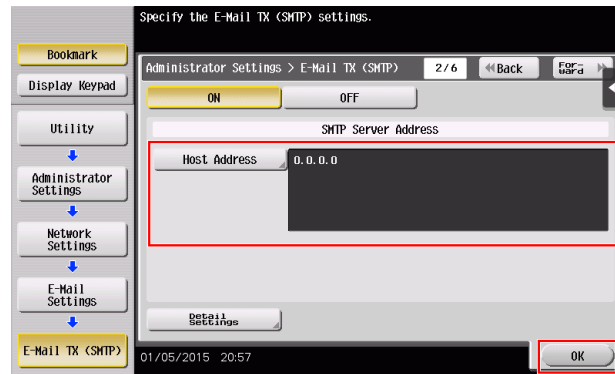 Specify the E-Mail TX (SMTP) settings.
Bookmark
Display Keypad
Administrator Settings > E-Mail TX (SMTP)
2/6
Back
For-
ward
ON
OFF
Utility
SMTP Server Address
Host Address
0.0.0.0
Administrator
Settings
Network
Settings
E-Mail
Settings
Detail
Settings
E-Mail TX (SMTP)
01/05/2015 20:57
OK